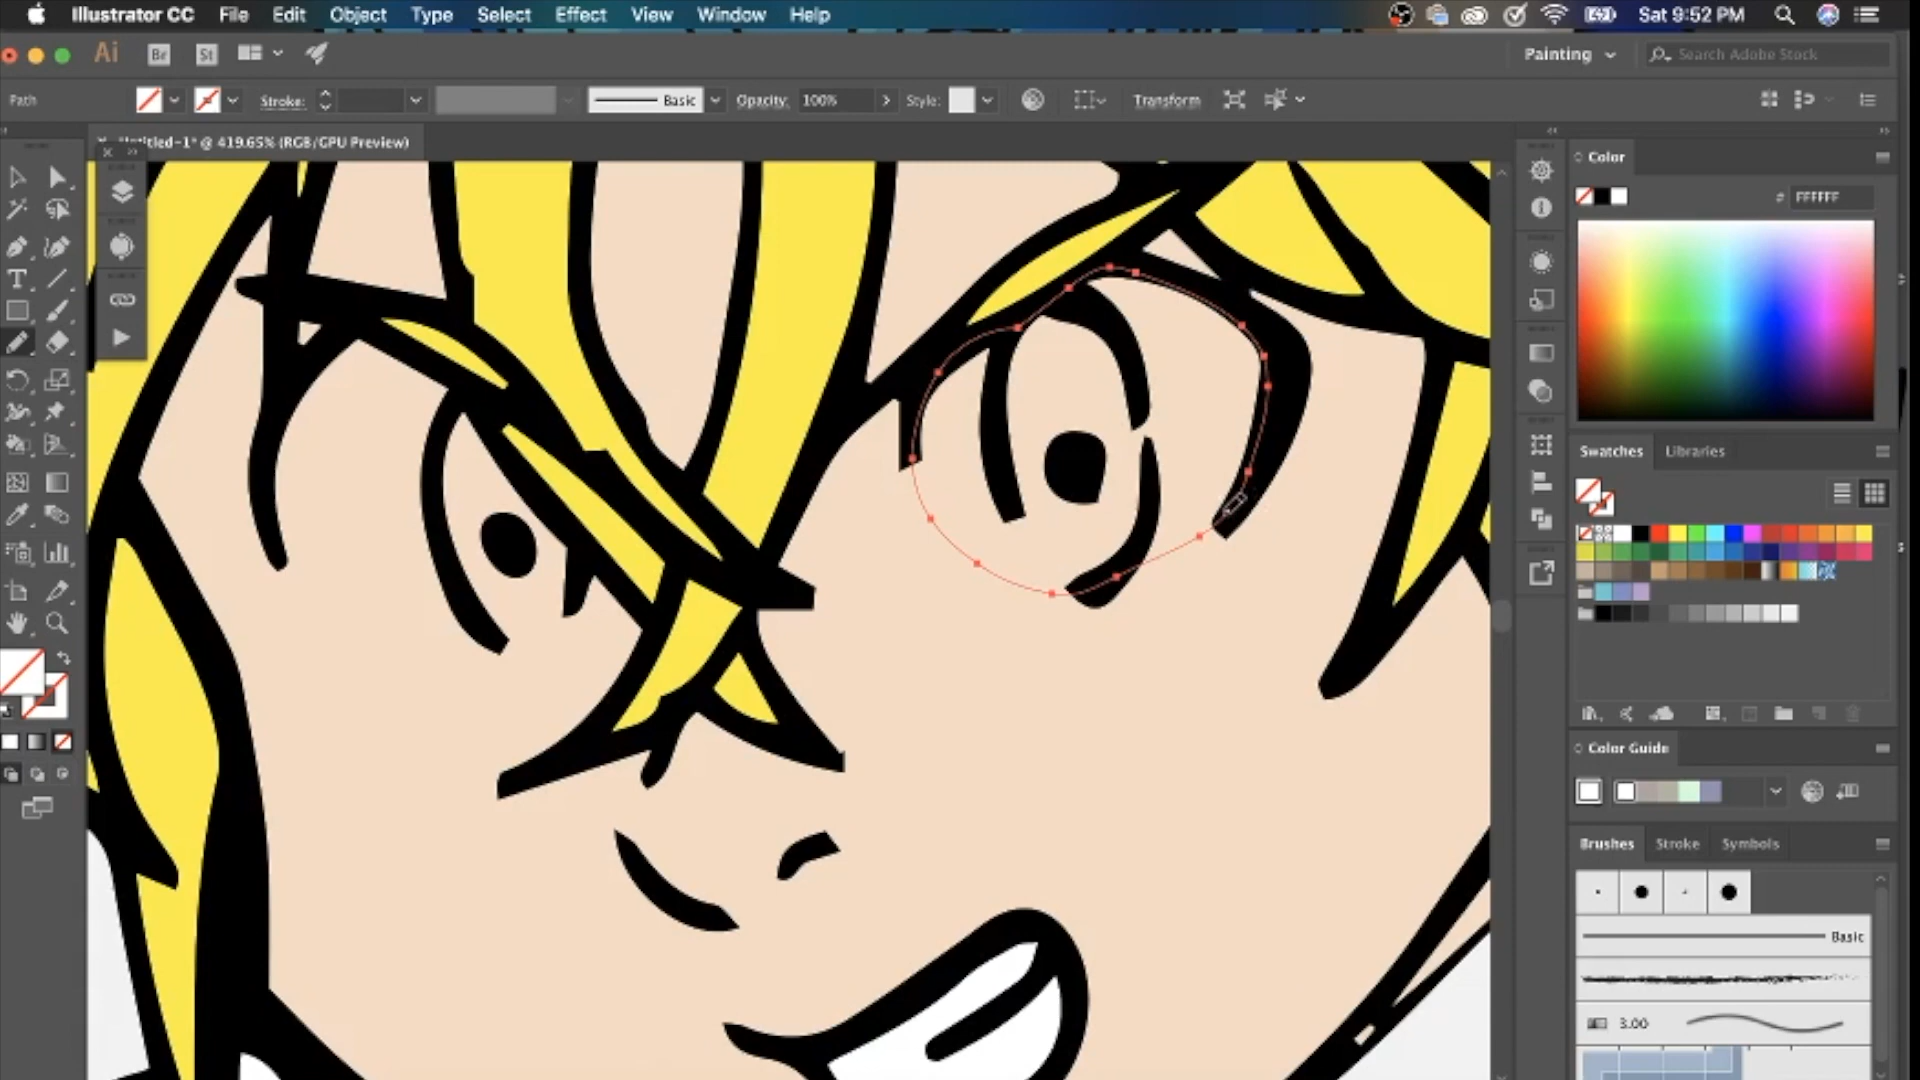 Illustrator CC File Edit Object Type Select Effect View Window Help Sat 9:52 PM
Ai Br St Painting Search Adobe Stock
Path Stroke: Basic Opacity: 100% Style: Transform
@ 419.65% (RGB/GPU Preview)
Color
# FFFFFF
Swatches Libraries
Color Guide
Brushes Stroke Symbols
Basic
3.00